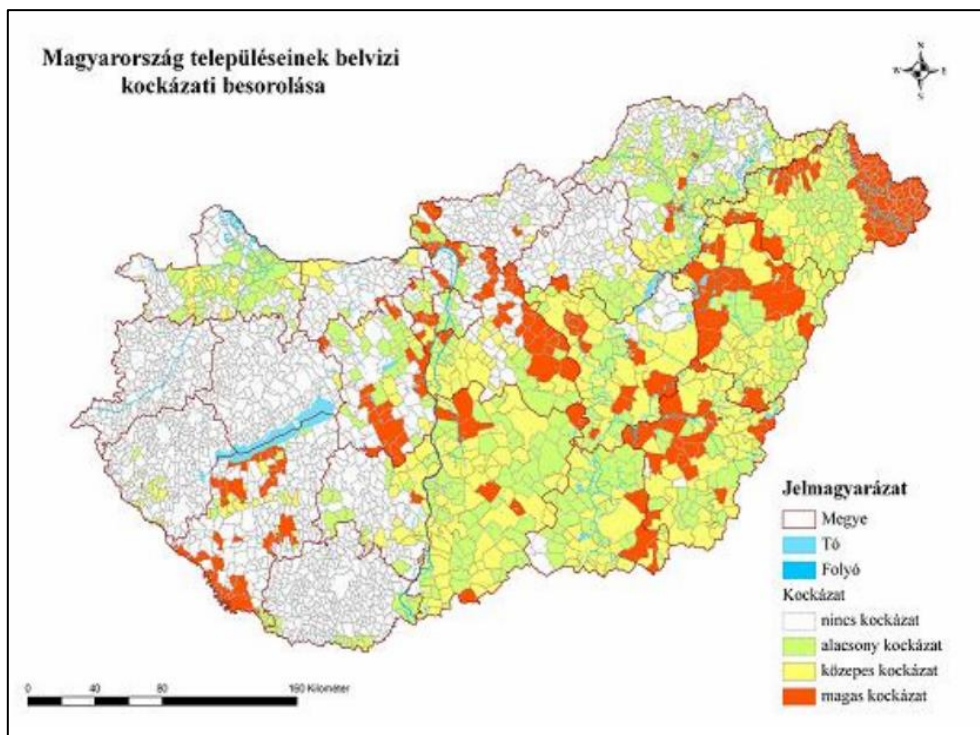 Magyarország településeinek belvizi
kockázati besorolása
N
W E
S
Jelmagyarázat
Megye
Tó
Folyó
Kockázat
nincs kockázat
alacsony kockázat
közepes kockázat
magas kockázat
0 40 80 160 Kilométer